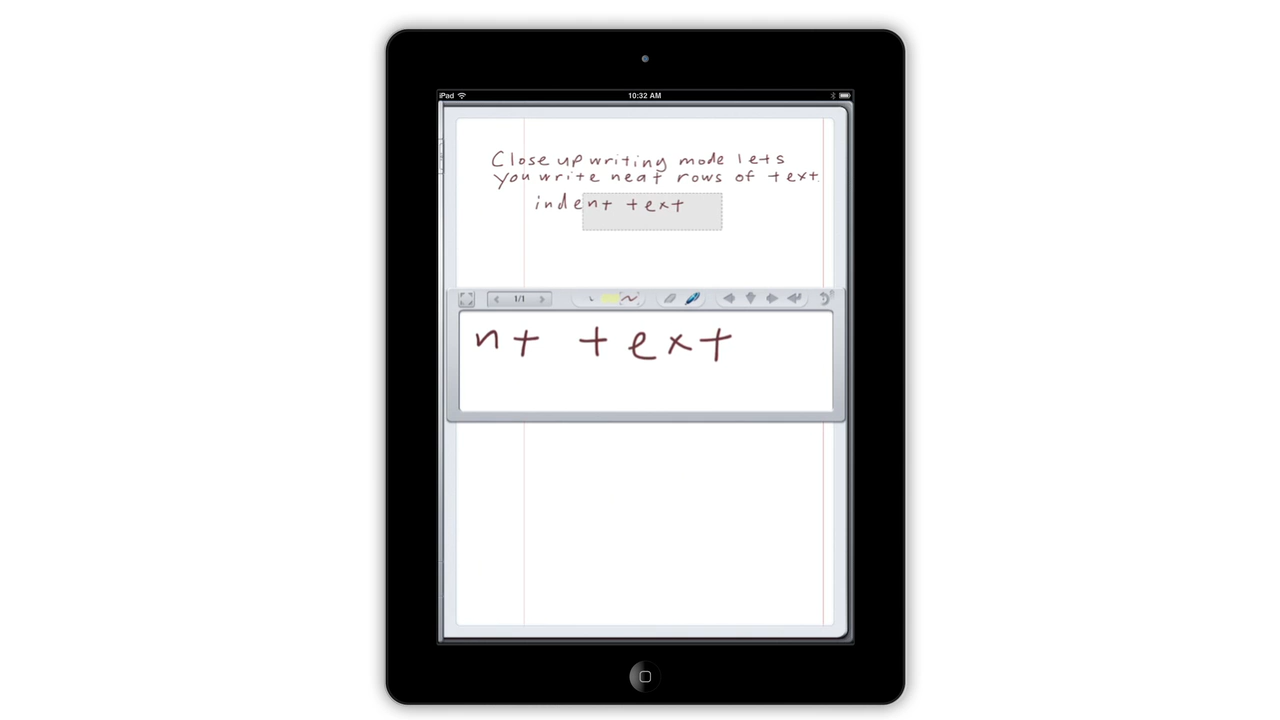 iPad 10:32 AM
Close up writing mode lets
you write neat rows of text.
indent text
1/1
nt text